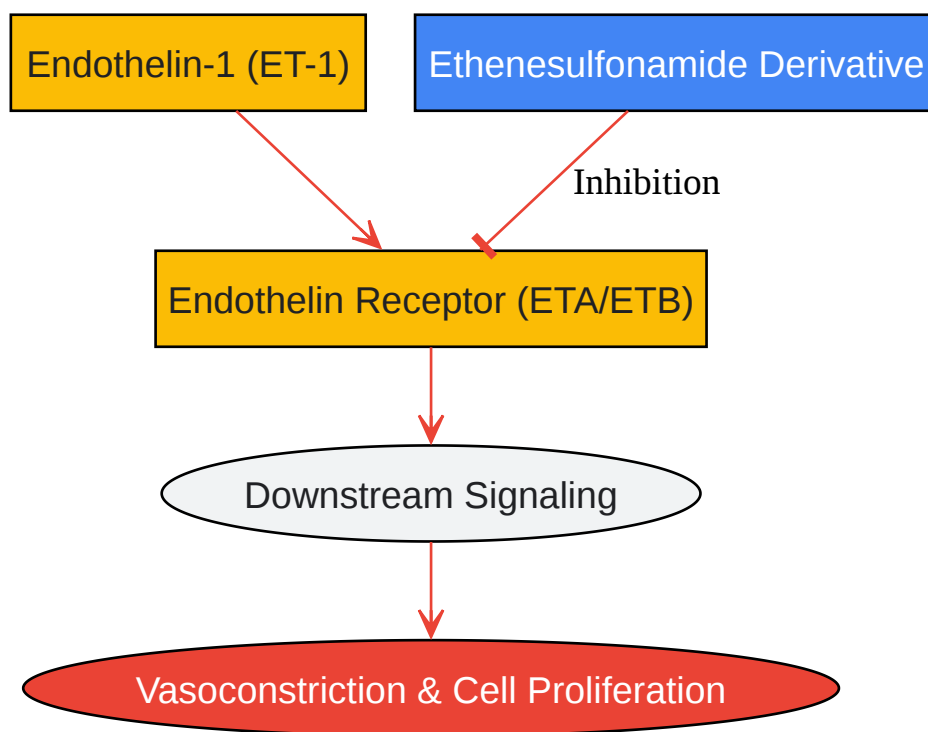 Endothelin-1 (ET-1)
Ethenesulfonamide Derivative
Inhibition
Endothelin Receptor (ETA/ETB)
Downstream Signaling
Vasoconstriction & Cell Proliferation